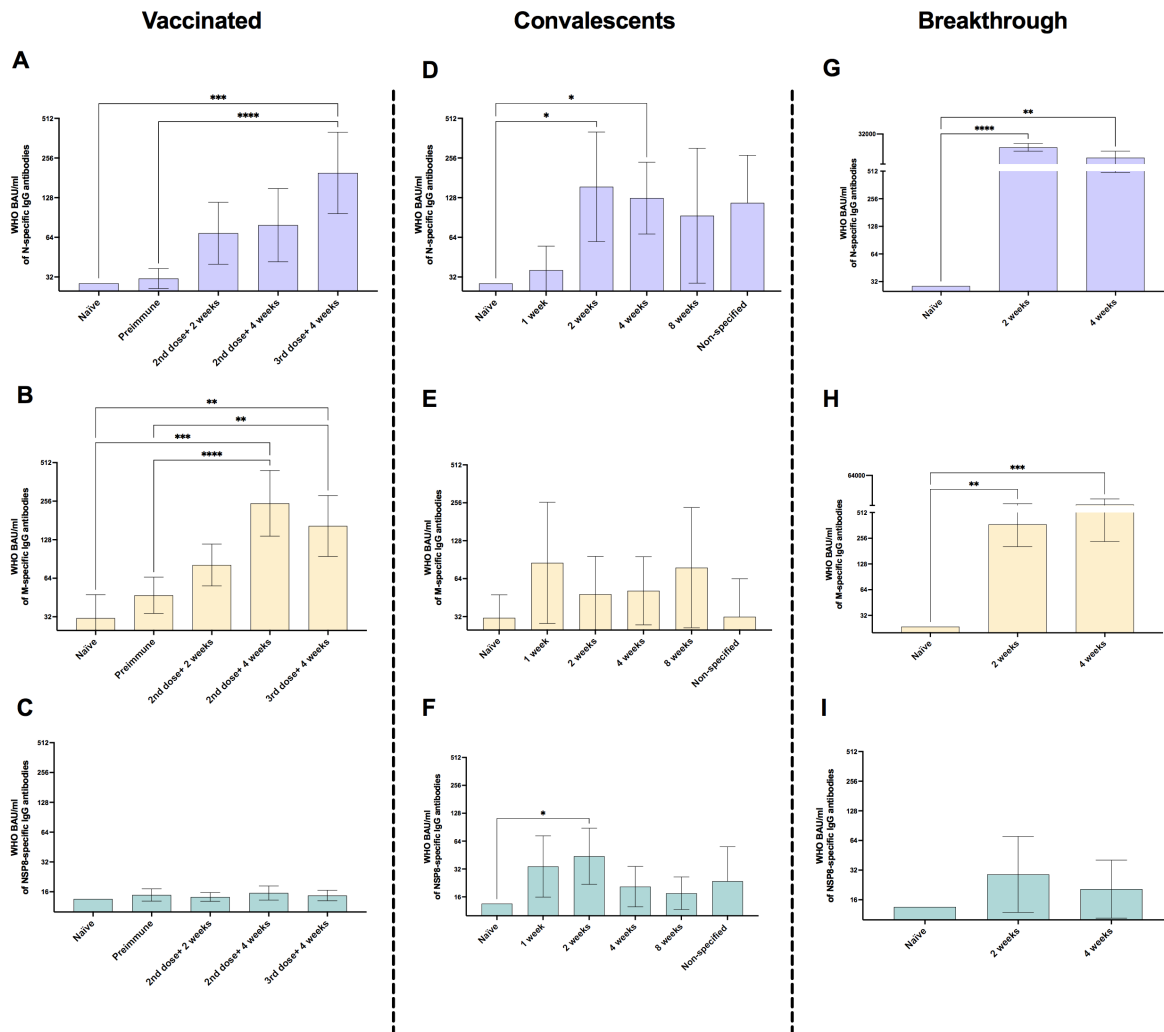 Vaccinated
Convalescents
Breakthrough
A
***
****
512
256
128
64
32
WHO BAU/ml
of N-specific IgG antibodies
Naïve
Preimmune
2nd dose+ 2 weeks
2nd dose+ 4 weeks
3rd dose+ 4 weeks
D
*
*
512
256
128
64
32
WHO BAU/ml
of N-specific IgG antibodies
Naïve
1 week
2 weeks
4 weeks
8 weeks
Non-specified
G
**
****
32000
512
256
128
64
32
WHO BAU/ml
of N-specific IgG antibodies
Naïve
2 weeks
4 weeks
B
**
**
***
****
512
256
128
64
32
WHO BAU/ml
of M-specific IgG antibodies
Naïve
Preimmune
2nd dose+ 2 weeks
2nd dose+ 4 weeks
3rd dose+ 4 weeks
E
512
256
128
64
32
WHO BAU/ml
of M-specific IgG antibodies
Naïve
1 week
2 weeks
4 weeks
8 weeks
Non-specified
H
***
**
64000
512
256
128
64
32
WHO BAU/ml
of M-specific IgG antibodies
Naïve
2 weeks
4 weeks
C
512
256
128
64
32
16
WHO BAU/ml
of NSP8-specific IgG antibodies
Naïve
Preimmune
2nd dose+ 2 weeks
2nd dose+ 4 weeks
3rd dose+ 4 weeks
F
*
512
256
128
64
32
16
WHO BAU/ml
of NSP8-specific IgG antibodies
Naïve
1 week
2 weeks
4 weeks
8 weeks
Non-specified
I
512
256
128
64
32
16
WHO BAU/ml
of NSP8-specific IgG antibodies
Naïve
2 weeks
4 weeks